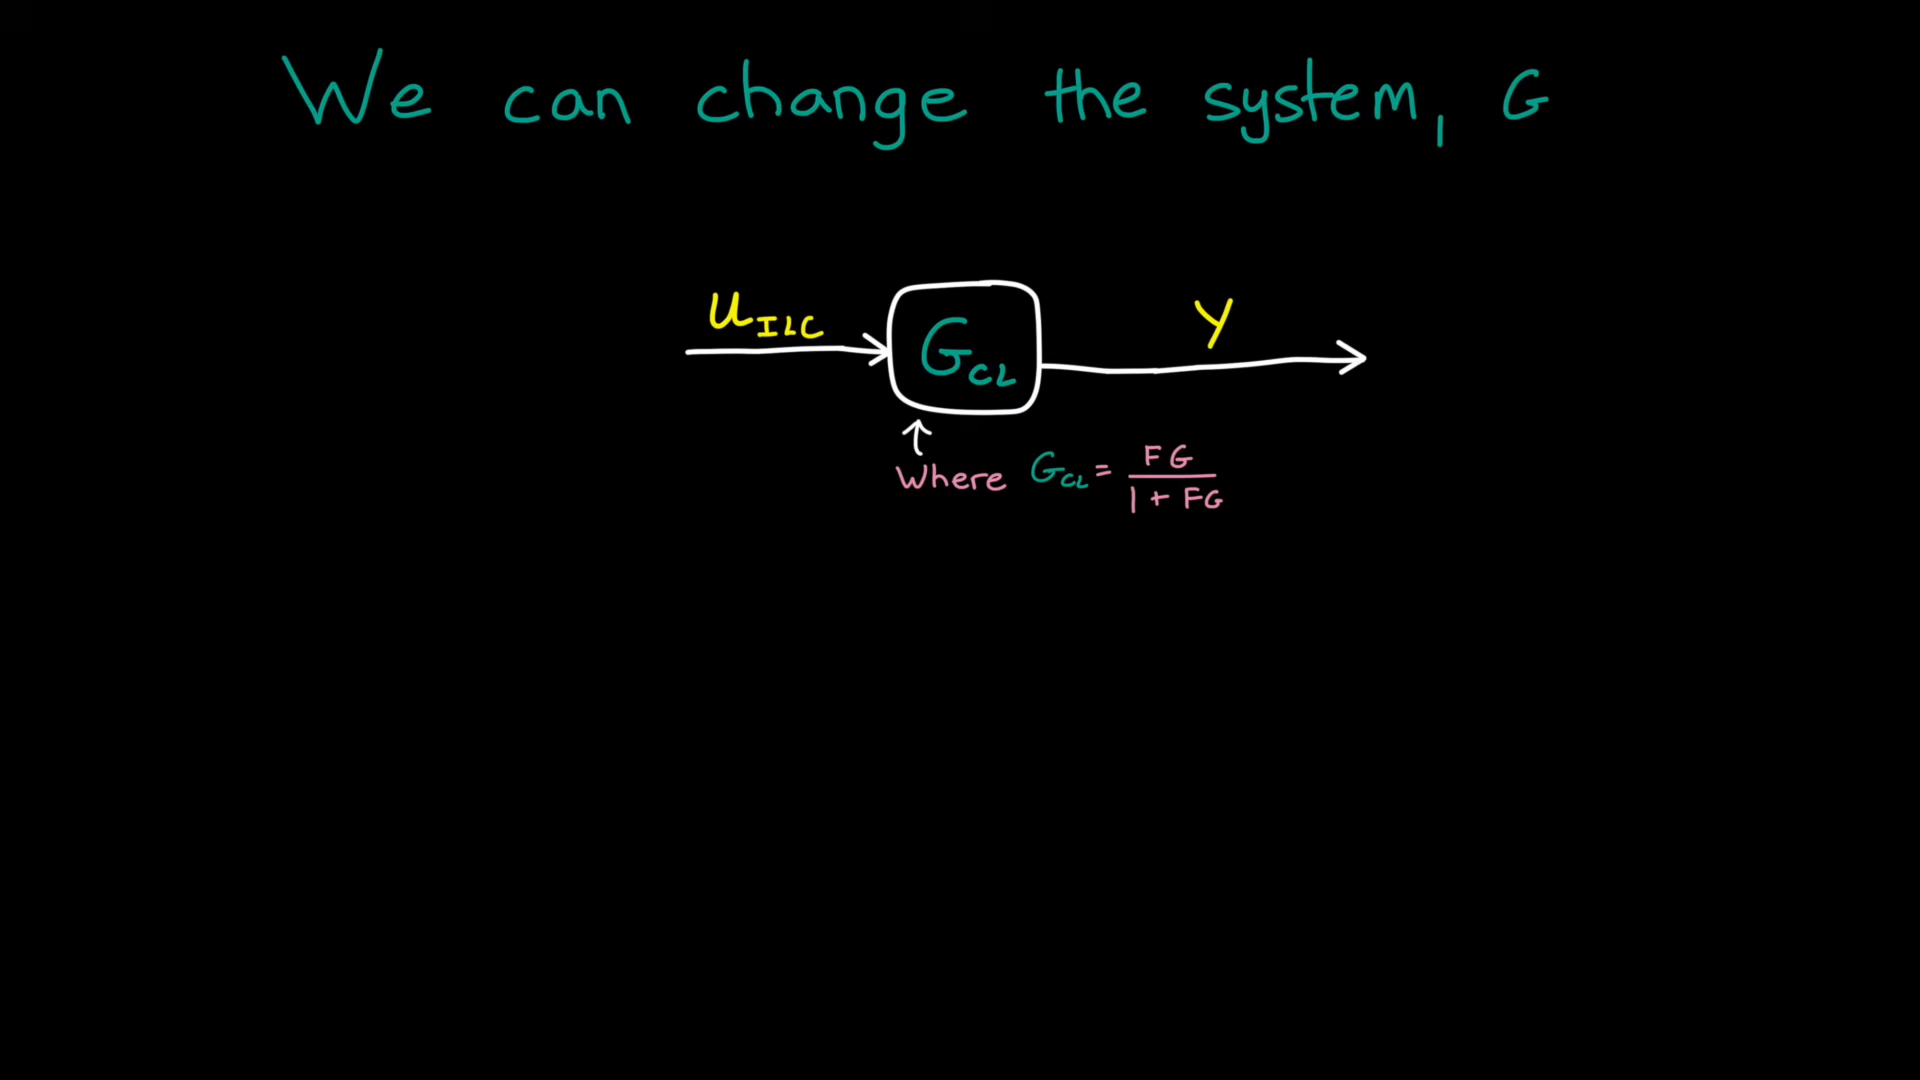 We can change the system, G
u_ILC
G_CL
y
Where G_CL = FG / 1 + FG